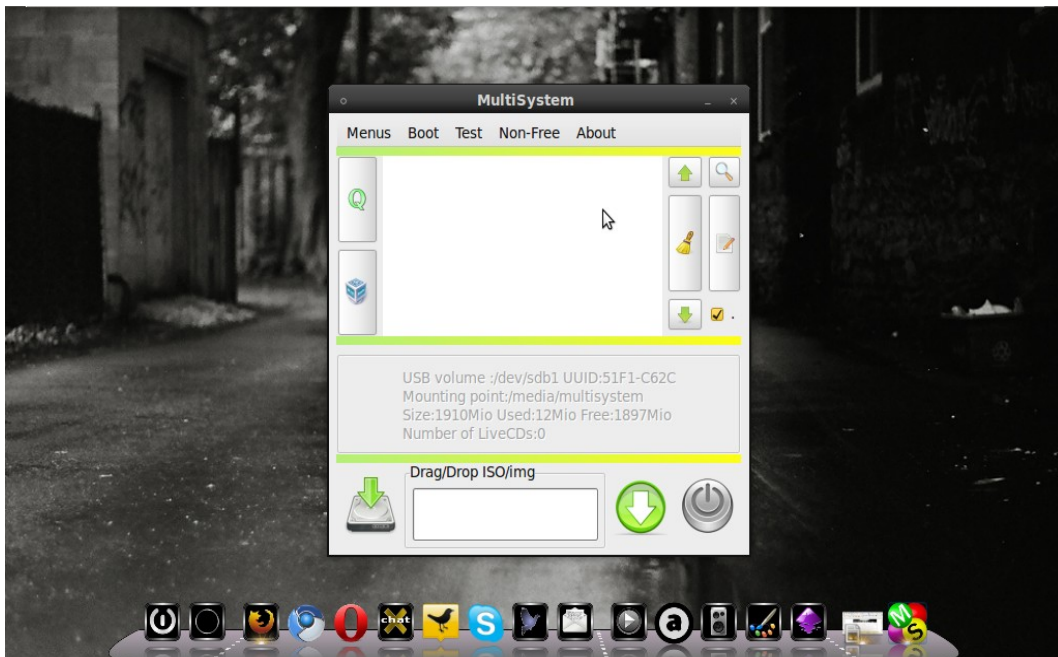 MultiSystem
Menus Boot Test Non-Free About
Q
USB volume :/dev/sdb1 UUID:51F1-C62C
Mounting point:/media/multisystem
Size:1910Mio Used:12Mio Free:1897Mio
Number of LiveCDs:0
Drag/Drop ISO/img
chat
S
a
M
S